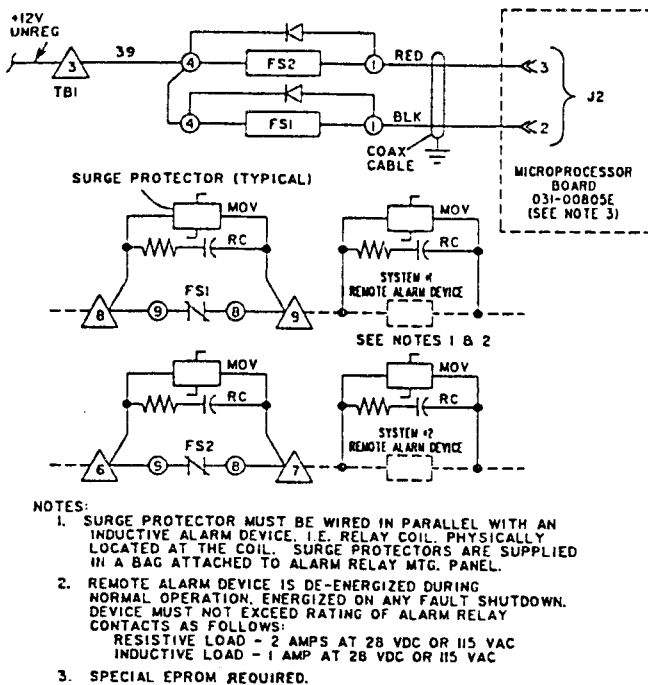 +12V
UNREG
39
3
TB1
4
FS2
1
RED
3
4
FS1
1
BLK
2
J2
COAX
CABLE
MICROPROCESSOR
BOARD
031-00805E
(SEE NOTE 3)
SURGE PROTECTOR (TYPICAL)
MOV
RC
FS1
8
9
8
9
MOV
RC
SYSTEM #1
REMOTE ALARM DEVICE
SEE NOTES 1 & 2
MOV
RC
FS2
6
5
8
7
MOV
RC
SYSTEM #2
REMOTE ALARM DEVICE
NOTES:
1. SURGE PROTECTOR MUST BE WIRED IN PARALLEL WITH AN
INDUCTIVE ALARM DEVICE, I.E. RELAY COIL, PHYSICALLY
LOCATED AT THE COIL. SURGE PROTECTORS ARE SUPPLIED
IN A BAG ATTACHED TO ALARM RELAY MTG. PANEL.
2. REMOTE ALARM DEVICE IS DE-ENERGIZED DURING
NORMAL OPERATION, ENERGIZED ON ANY FAULT SHUTDOWN.
DEVICE MUST NOT EXCEED RATING OF ALARM RELAY
CONTACTS AS FOLLOWS:
RESISTIVE LOAD - 2 AMPS AT 28 VDC OR 115 VAC
INDUCTIVE LOAD - 1 AMP AT 28 VDC OR 115 VAC
3. SPECIAL EPROM REQUIRED.